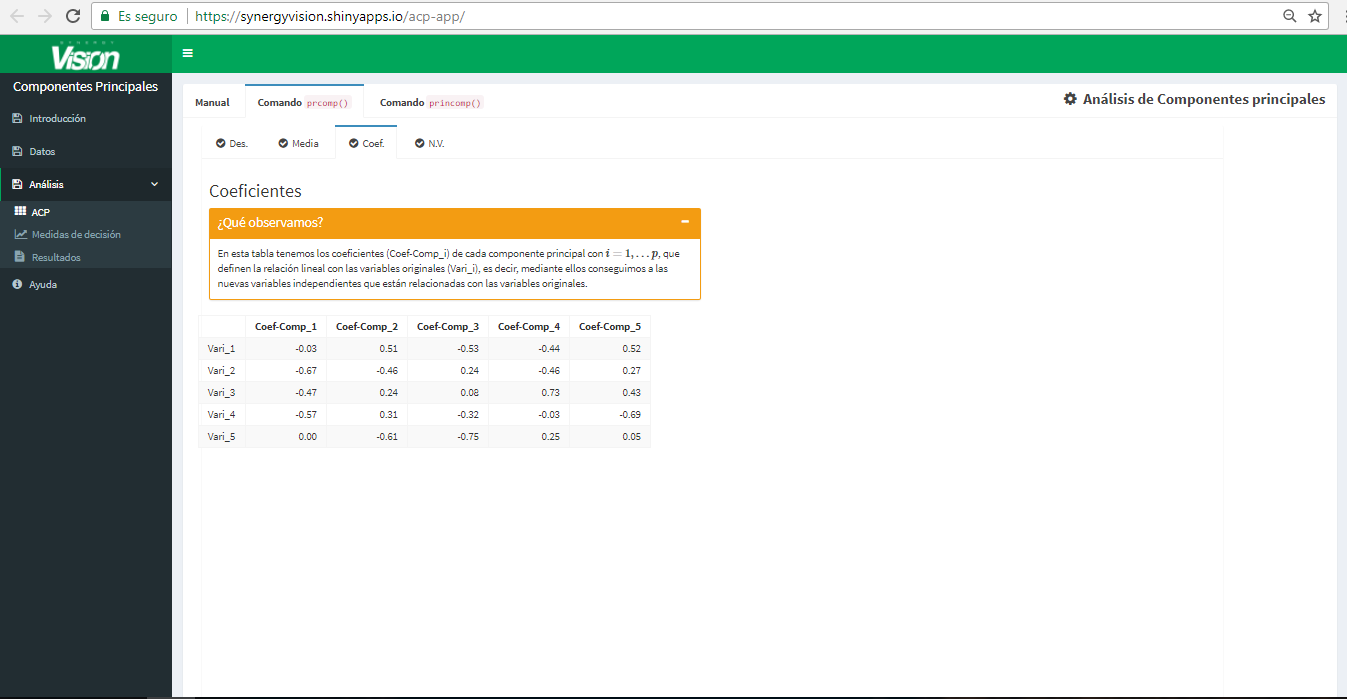 Es seguro | https://synergyvision.shinyapps.io/acp-app/
SYNERGY
Vision
Componentes Principales
Introducción
Datos
Análisis
ACP
Medidas de decisión
Resultados
Ayuda
Manual Comando prcomp() Comando princomp() Análisis de Componentes principales
Des. Media Coef. N.V.
Coeficientes
¿Qué observamos?
En esta tabla tenemos los coeficientes (Coef-Comp_i) de cada componente principal con i = 1, . . . p, que
definen la relación lineal con las variables originales (Vari_i), es decir, mediante ellos conseguimos a las
nuevas variables independientes que están relacionadas con las variables originales.
Coef-Comp_1 Coef-Comp_2 Coef-Comp_3 Coef-Comp_4 Coef-Comp_5
Vari_1 -0.03 0.51 -0.53 -0.44 0.52
Vari_2 -0.67 -0.46 0.24 -0.46 0.27
Vari_3 -0.47 0.24 0.08 0.73 0.43
Vari_4 -0.57 0.31 -0.32 -0.03 -0.69
Vari_5 0.00 -0.61 -0.75 0.25 0.05